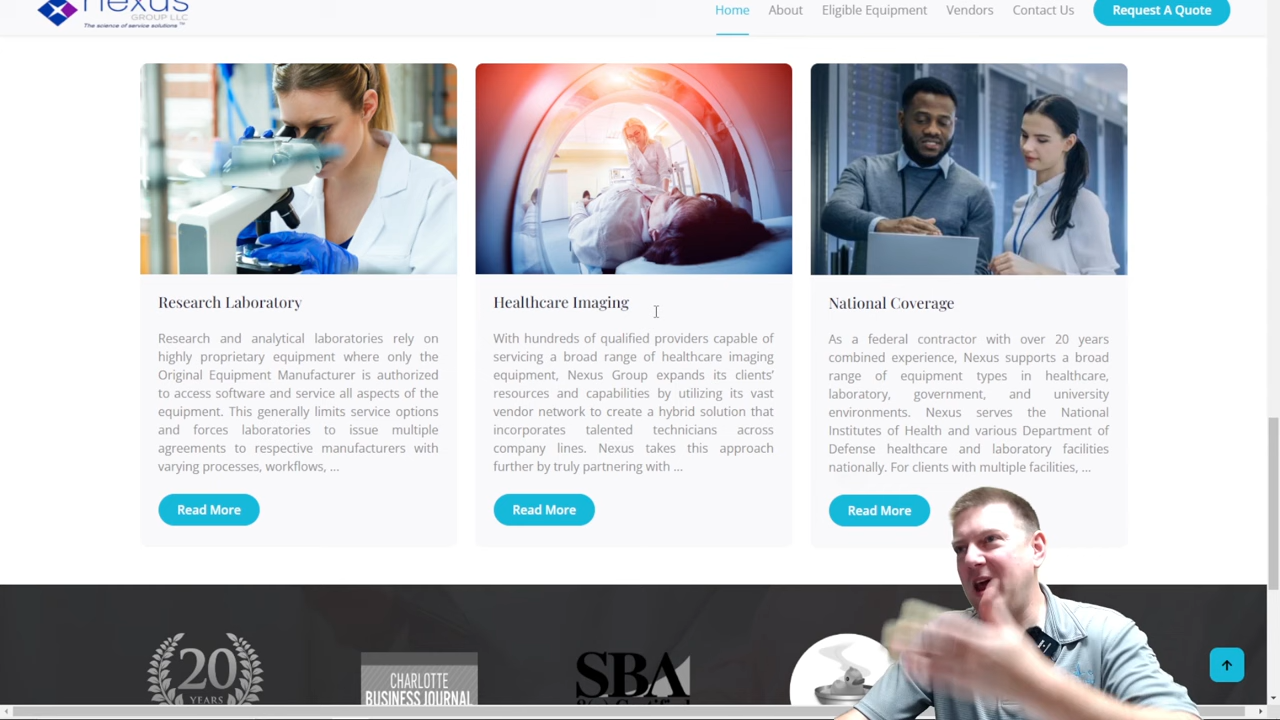 nexus
GROUP LLC
The science of service solutions™
Home
About
Eligible Equipment
Vendors
Contact Us
Request A Quote
Research Laboratory
Research and analytical laboratories rely on
highly proprietary equipment where only the
Original Equipment Manufacturer is authorized
to access software and service all aspects of the
equipment. This generally limits service options
and forces laboratories to issue multiple
agreements to respective manufacturers with
varying processes, workflows, ...
Read More
Healthcare Imaging
With hundreds of qualified providers capable of
servicing a broad range of healthcare imaging
equipment, Nexus Group expands its clients’
resources and capabilities by utilizing its vast
vendor network to create a hybrid solution that
incorporates talented technicians across
company lines. Nexus takes this approach
further by truly partnering with ...
Read More
National Coverage
As a federal contractor with over 20 years
combined experience, Nexus supports a broad
range of equipment types in healthcare,
laboratory, government, and university
environments. Nexus serves the National
Institutes of Health and various Department of
Defense healthcare and laboratory facilities
nationally. For clients with multiple facilities, ...
Read More
20
YEARS
CHARLOTTE
BUSINESS JOURNAL
SBA